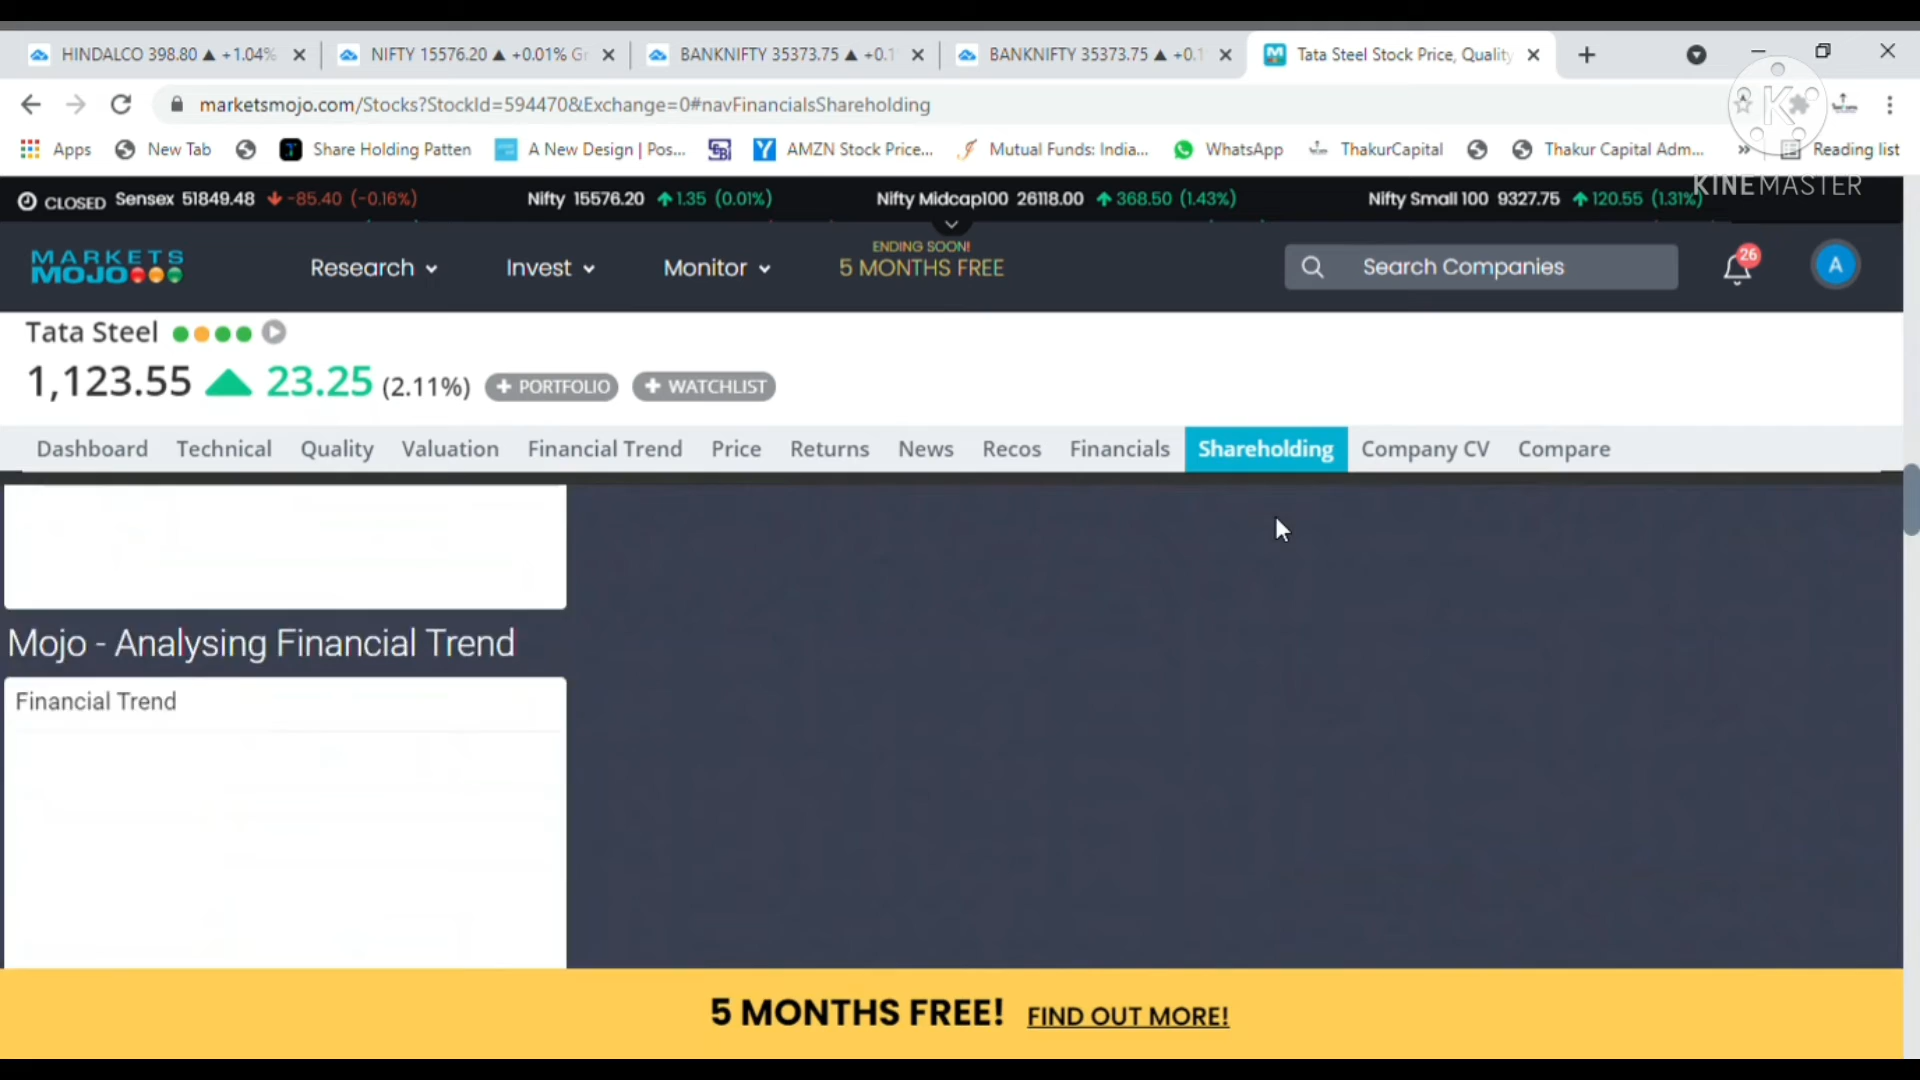 HINDALCO 398.80 ▲ +1.04%
NIFTY 15576.20 ▲ +0.01% Gr
BANKNIFTY 35373.75 ▲ +0.1
BANKNIFTY 35373.75 ▲ +0.1
Tata Steel Stock Price, Quality
marketsmojo.com/Stocks?StockId=594470&Exchange=0#navFinancialsShareholding
Apps
New Tab
Share Holding Patten
A New Design | Pos...
SEBI
AMZN Stock Price...
Mutual Funds: India...
WhatsApp
ThakurCapital
Thakur Capital Adm...
»
Reading list
K
KINEMASTER
CLOSED Sensex 51849.48 -85.40 (-0.16%)
Nifty 15576.20 1.35 (0.01%)
Nifty Midcap100 26118.00 368.50 (1.43%)
Nifty Small 100 9327.75 120.55 (1.31%)
MARKETS
MOJO
Research
Invest
Monitor
ENDING SOON!
5 MONTHS FREE
Search Companies
26
A
Tata Steel
1,123.55 ▲ 23.25 (2.11%) + PORTFOLIO + WATCHLIST
Dashboard Technical Quality Valuation Financial Trend Price Returns News Recos Financials Shareholding Company CV Compare
Mojo - Analysing Financial Trend
Financial Trend
5 MONTHS FREE! FIND OUT MORE!